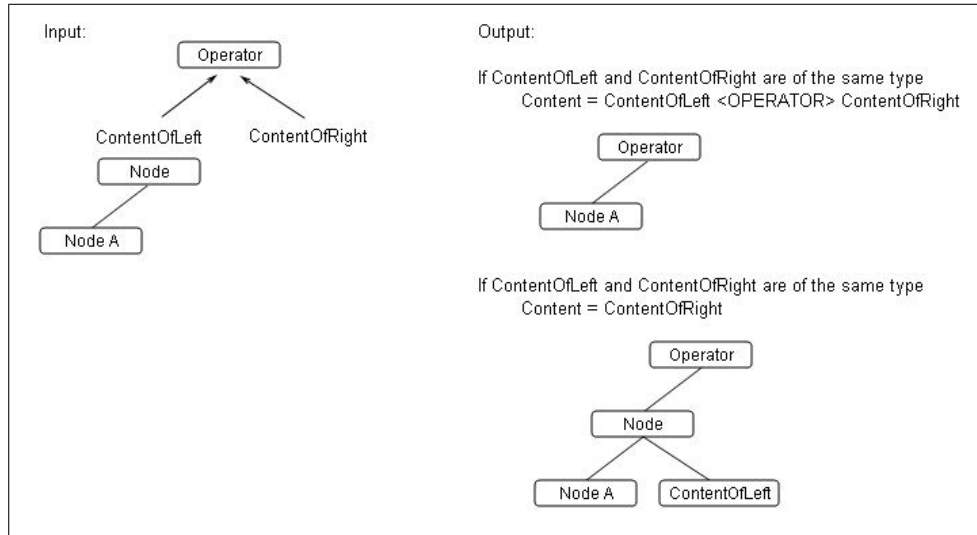 Input:
Operator
ContentOfLeft
ContentOfRight
Node
Node A
Output:
If ContentOfLeft and ContentOfRight are of the same type
Content = ContentOfLeft <OPERATOR> ContentOfRight
Operator
Node A
If ContentOfLeft and ContentOfRight are of the same type
Content = ContentOfRight
Operator
Node
Node A
ContentOfLeft